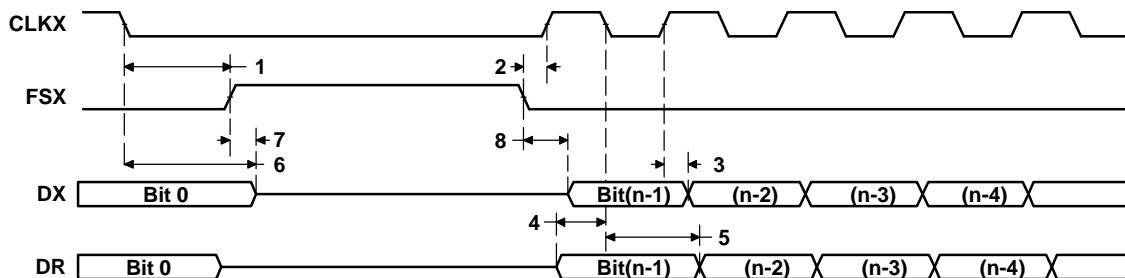 CLKX
1 2
FSX
7 8
6 3
DX Bit 0 Bit(n-1) (n-2) (n-3) (n-4)
4 5
DR Bit 0 Bit(n-1) (n-2) (n-3) (n-4)